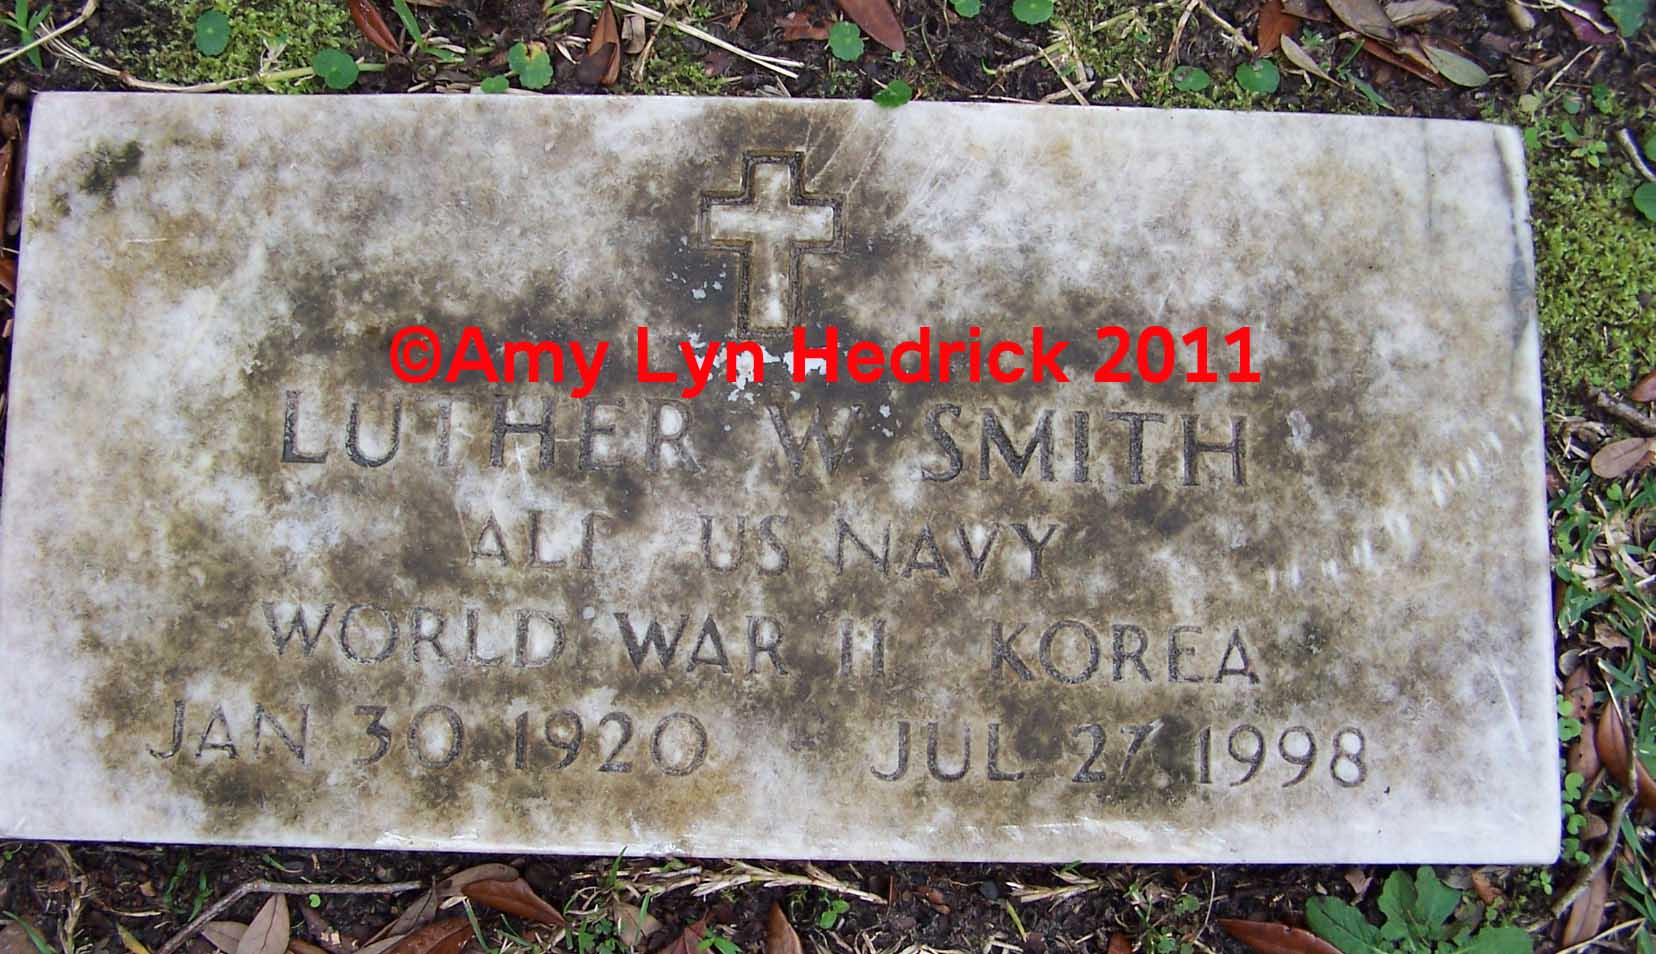 ©Amy Lyn Hedrick 2011
LUTHER W SMITH
AL1 US NAVY
WORLD WAR II KOREA
JAN 30 1920 - JUL 27 1998